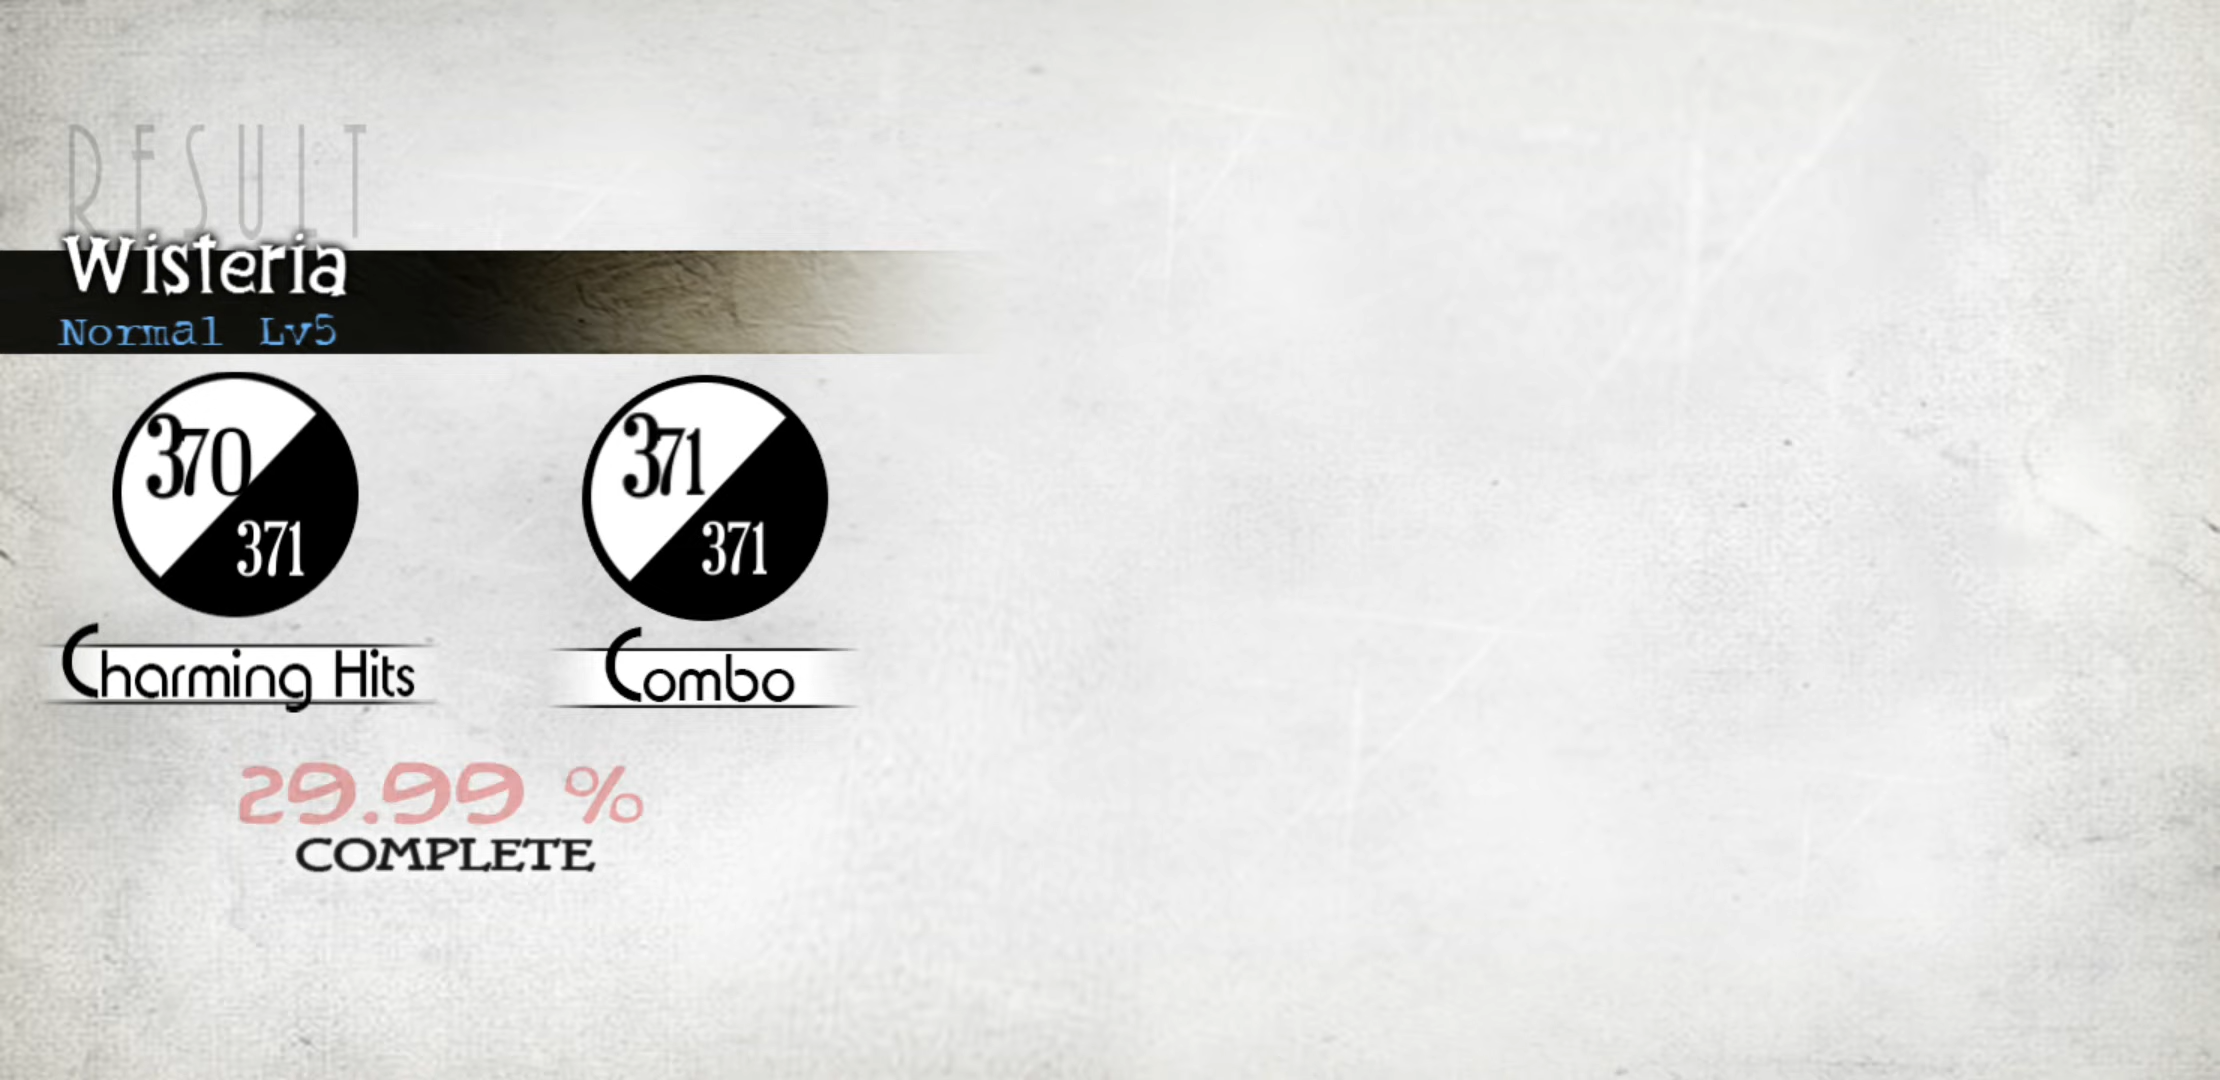 RESULT
Wisteria
Normal Lv5
370
371
371
371
Charming Hits
Combo
29.99 %
COMPLETE